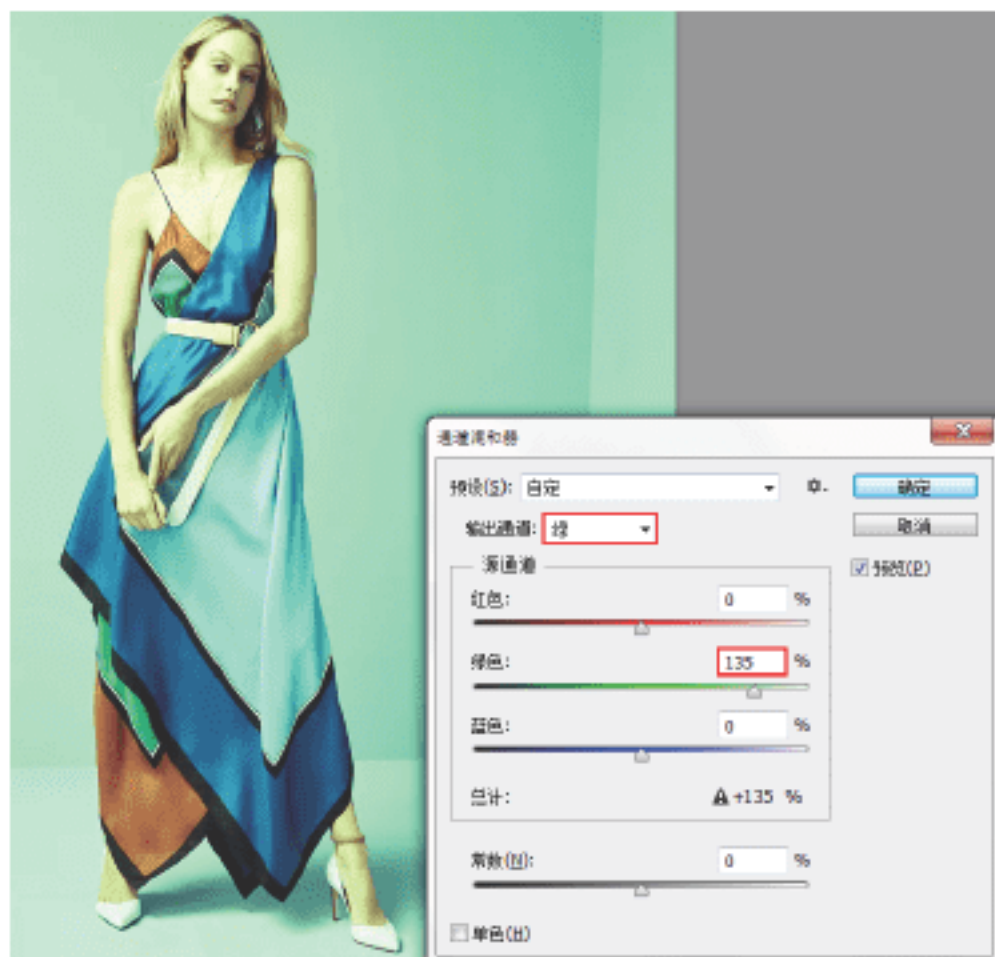 通道混和器
预设(S): 自定
确定
输出通道: 绿
取消
源通道
预览(P)
红色: 0 %
绿色: 135 %
蓝色: 0 %
总计: +135 %
常数(N): 0 %
单色(H)